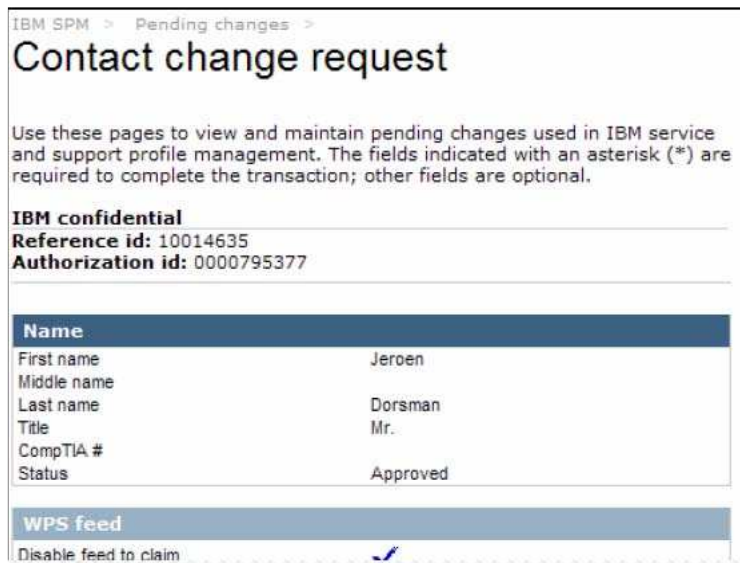 IBM SPM > Pending changes >
Contact change request
Use these pages to view and maintain pending changes used in IBM service
and support profile management. The fields indicated with an asterisk (*) are
required to complete the transaction; other fields are optional.
IBM confidential
Reference id: 10014635
Authorization id: 0000795377
Name
First name Jeroen
Middle name
Last name Dorsman
Title Mr.
CompTIA #
Status Approved
WPS feed
Disable feed to claim